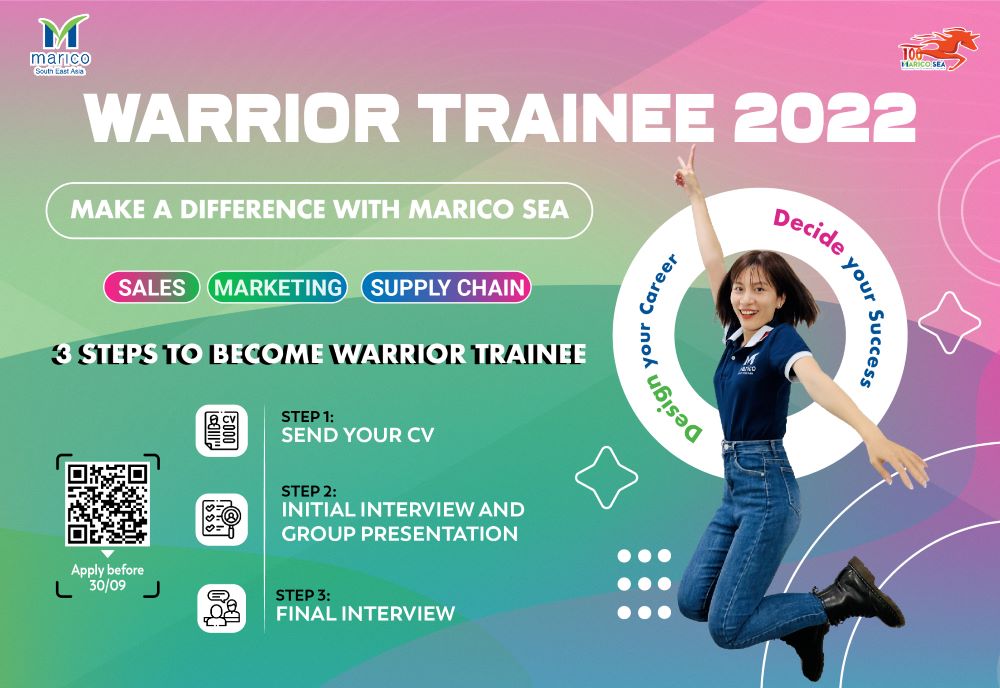 marico
South East Asia
100
MARICO SEA
WARRIOR TRAINEE 2022
MAKE A DIFFERENCE WITH MARICO SEA
SALES
MARKETING
SUPPLY CHAIN
3 STEPS TO BECOME WARRIOR TRAINEE
Design your Career
Decide your Success
marico
CV
STEP 1:
SEND YOUR CV
STEP 2:
INITIAL INTERVIEW AND
GROUP PRESENTATION
STEP 3:
FINAL INTERVIEW
Apply before
30/09